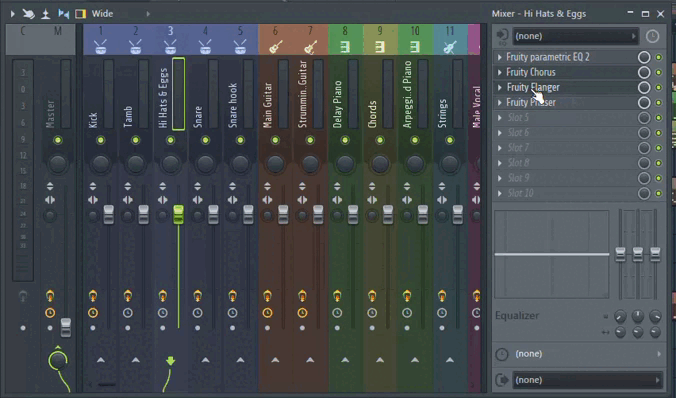 Wide
Mixer - Hi Hats & Eggs
C
M
1
2
3
4
5
6
7
8
9
10
11
Master
Kick
Tamb
Hi Hats & Eggs
Snare
Snare hook
Main Guitar
Strummin. Guitar
Delay Piano
Chords
Arpeggi..d Piano
Strings
Male Vocal
(none)
Fruity parametric EQ 2
Fruity Chorus
Fruity Flanger
Fruity Phaser
Slot 5
Slot 6
Slot 7
Slot 8
Slot 9
Slot 10
Equalizer
(none)
(none)